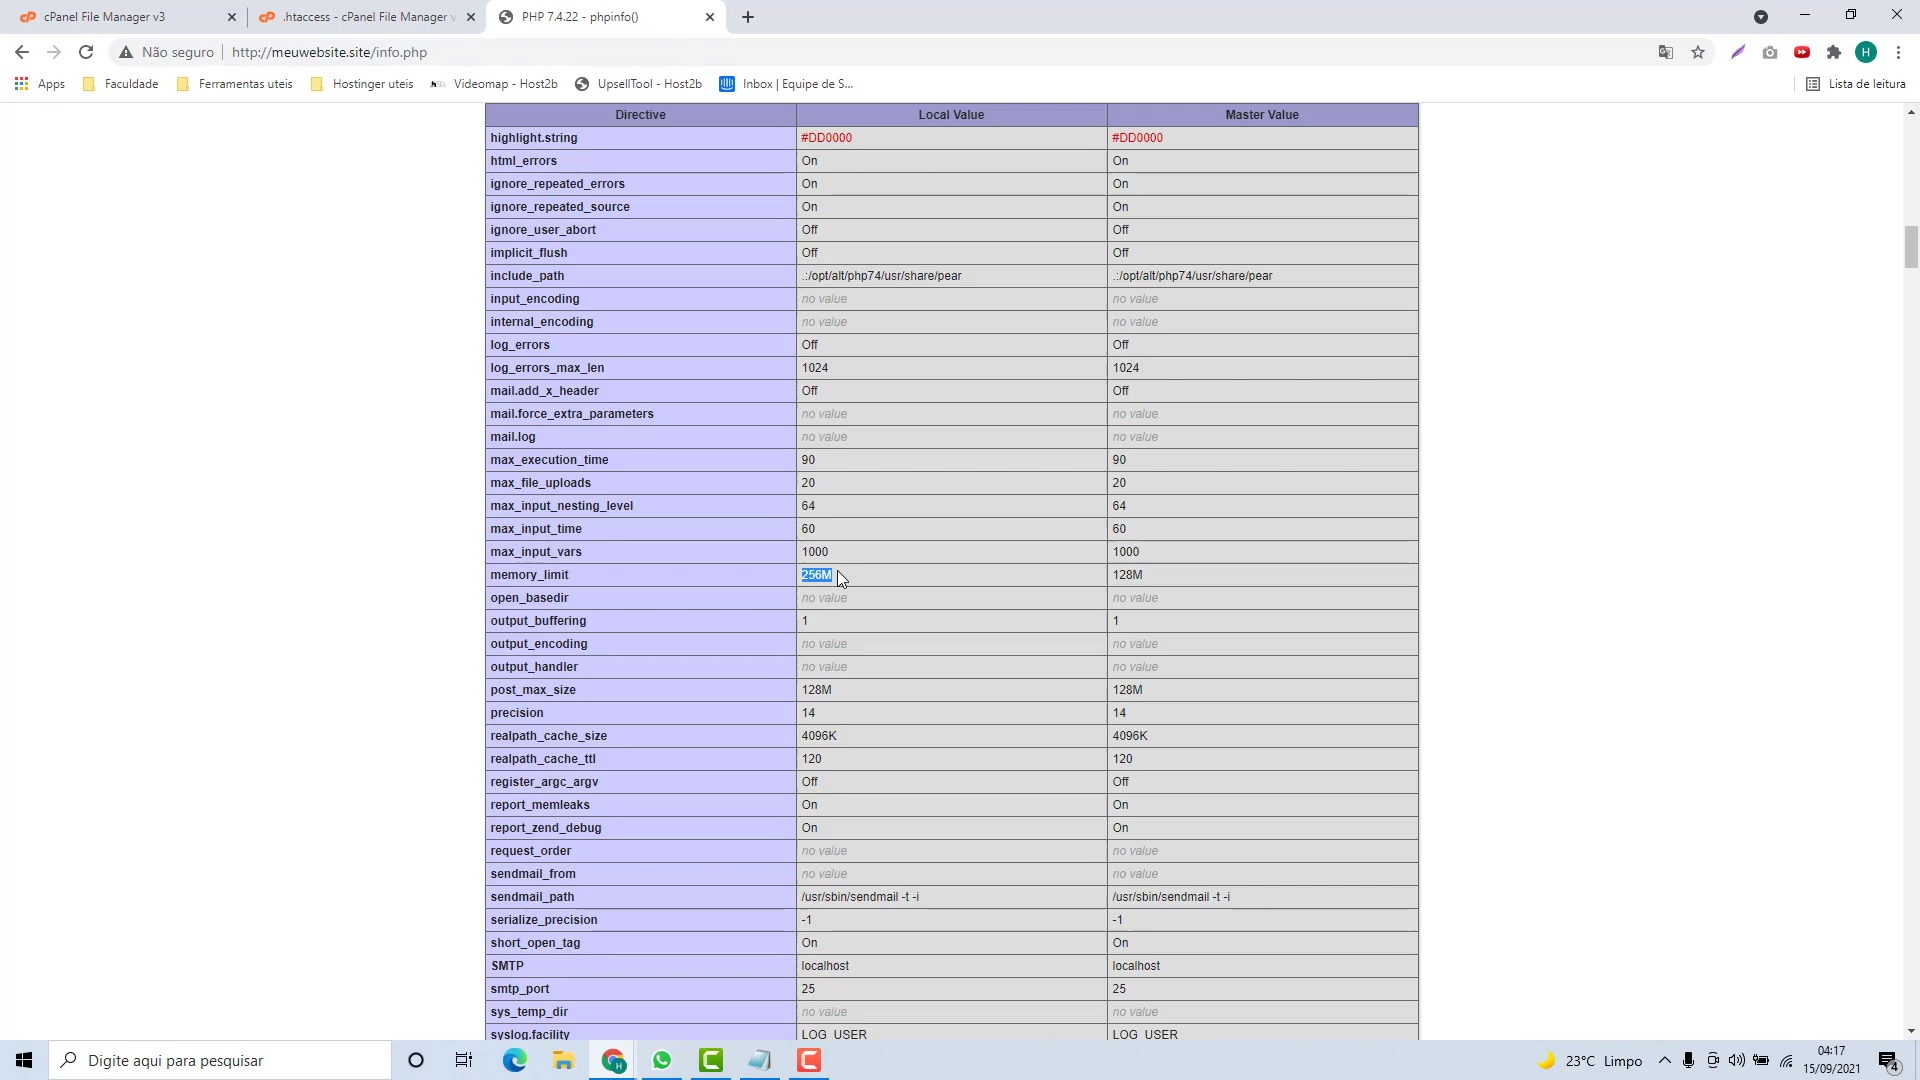 cPanel File Manager v3
.htaccess - cPanel File Manager v
PHP 7.4.22 - phpinfo()
Não seguro
http://meuwebsite.site/info.php
H
Apps
Faculdade
Ferramentas uteis
Hostinger uteis
Videomap - Host2b
UpsellTool - Host2b
Inbox | Equipe de S...
Lista de leitura
Directive Local Value Master Value
highlight.string #DD0000 #DD0000
html_errors On On
ignore_repeated_errors On On
ignore_repeated_source On On
ignore_user_abort Off Off
implicit_flush Off Off
include_path .:/opt/alt/php74/usr/share/pear .:/opt/alt/php74/usr/share/pear
input_encoding no value no value
internal_encoding no value no value
log_errors Off Off
log_errors_max_len 1024 1024
mail.add_x_header Off Off
mail.force_extra_parameters no value no value
mail.log no value no value
max_execution_time 90 90
max_file_uploads 20 20
max_input_nesting_level 64 64
max_input_time 60 60
max_input_vars 1000 1000
memory_limit 256M 128M
open_basedir no value no value
output_buffering 1 1
output_encoding no value no value
output_handler no value no value
post_max_size 128M 128M
precision 14 14
realpath_cache_size 4096K 4096K
realpath_cache_ttl 120 120
register_argc_argv Off Off
report_memleaks On On
report_zend_debug On On
request_order no value no value
sendmail_from no value no value
sendmail_path /usr/sbin/sendmail -t -i /usr/sbin/sendmail -t -i
serialize_precision -1 -1
short_open_tag On On
SMTP localhost localhost
smtp_port 25 25
sys_temp_dir no value no value
syslog.facility LOG_USER LOG_USER
Digite aqui para pesquisar
23°C Limpo
04:17
15/09/2021
4